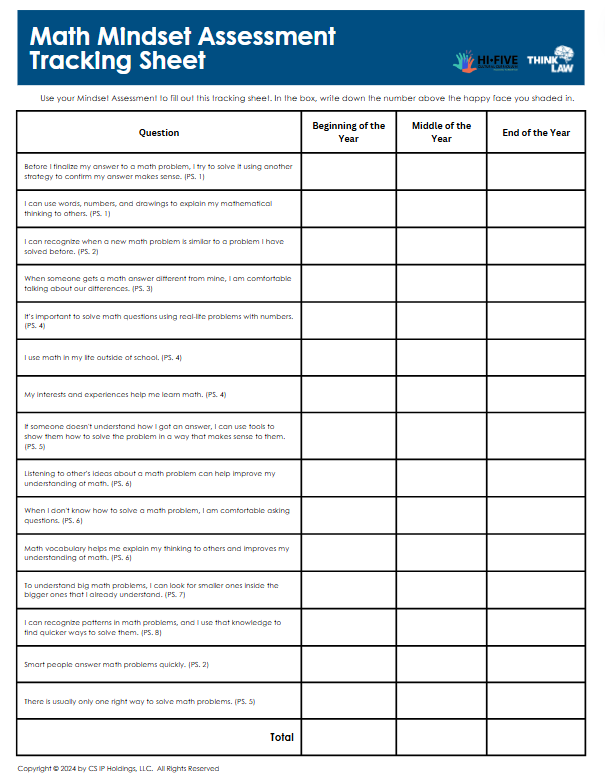 Math Mindset Assessment
Tracking Sheet
HI-FIVE
THINK
LAW
Use your Mindset Assessment to fill out this tracking sheet. In the box, write down the number above the happy face you shaded in.
Question
Beginning of the
Year
Middle of the
Year
End of the Year
Before I finalize my answer to a math problem, I try to solve it using another
strategy to confirm my answer makes sense. (PS. 1)
I can use words, numbers, and drawings to explain my mathematical
thinking to others. (PS. 1)
I can recognize when a new math problem is similar to a problem I have
solved before. (PS. 2)
When someone gets a math answer different from mine, I am comfortable
talking about our differences. (PS. 3)
It's important to solve math questions using real-life problems with numbers.
(PS. 4)
I use math in my life outside of school. (PS. 4)
My interests and experiences help me learn math. (PS. 4)
If someone doesn't understand how I got an answer, I can use tools to
show them how to solve the problem in a way that makes sense to them.
(PS. 5)
Listening to other's ideas about a math problem can help improve my
understanding of math. (PS. 6)
When I don't know how to solve a math problem, I am comfortable asking
questions. (PS. 6)
Math vocabulary helps me explain my thinking to others and improves my
understanding of math. (PS. 6)
To understand big math problems, I can look for smaller ones inside the
bigger ones that I already understand. (PS. 7)
I can recognize patterns in math problems, and I use that knowledge to
find quicker ways to solve them. (PS. 8)
Smart people answer math problems quickly. (PS. 2)
There is usually only one right way to solve math problems. (PS. 5)
Total
Copyright © 2024 by CS IP Holdings, LLC. All Rights Reserved